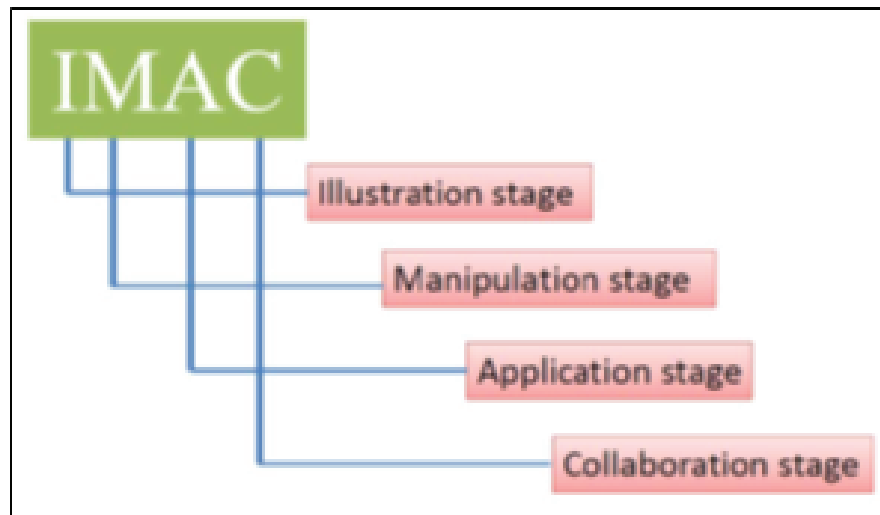 IMAC
Illustration stage
Manipulation stage
Application stage
Collaboration stage